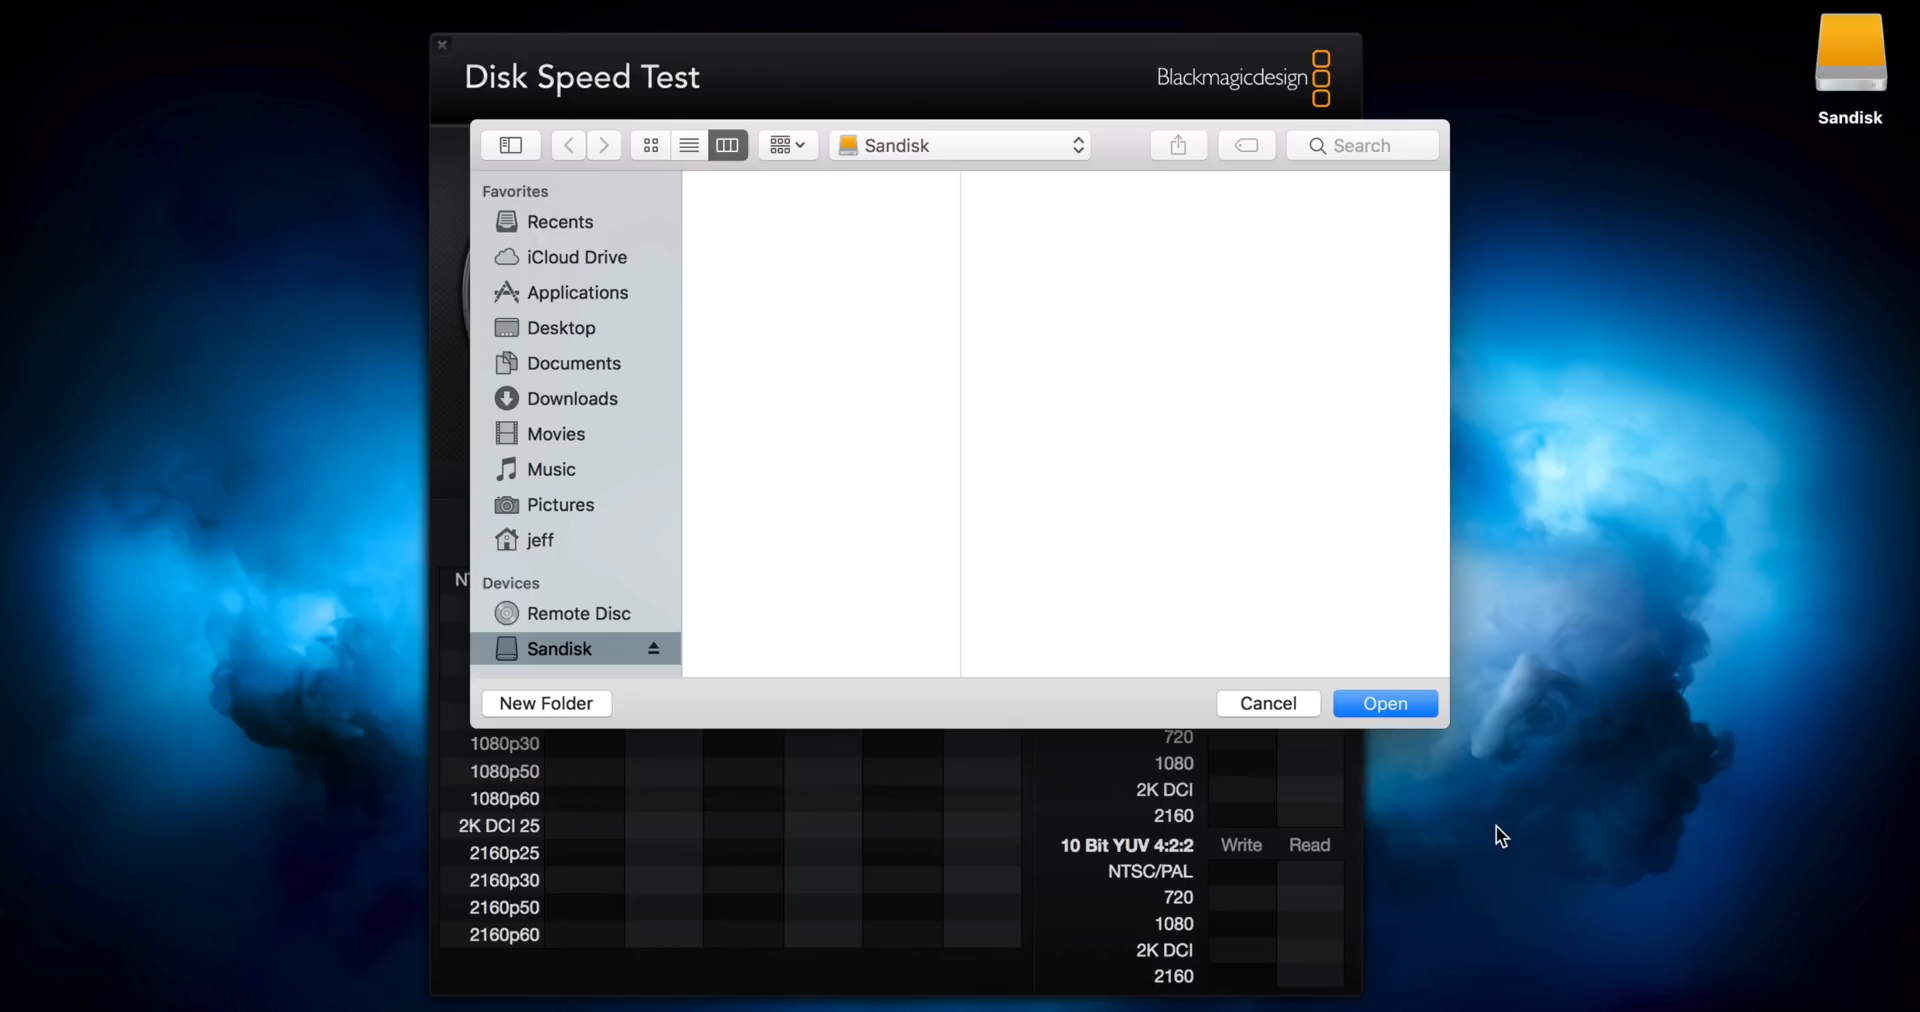 Disk Speed Test
Blackmagicdesign
Sandisk
Sandisk
Search
Favorites
Recents
iCloud Drive
Applications
Desktop
Documents
Downloads
Movies
Music
Pictures
jeff
Devices
Remote Disc
Sandisk
New Folder
Cancel
Open
1080p30
1080p50
1080p60
2K DCI 25
2160p25
2160p30
2160p50
2160p60
720
1080
2K DCI
2160
10 Bit YUV 4:2:2 Write Read
NTSC/PAL
720
1080
2K DCI
2160